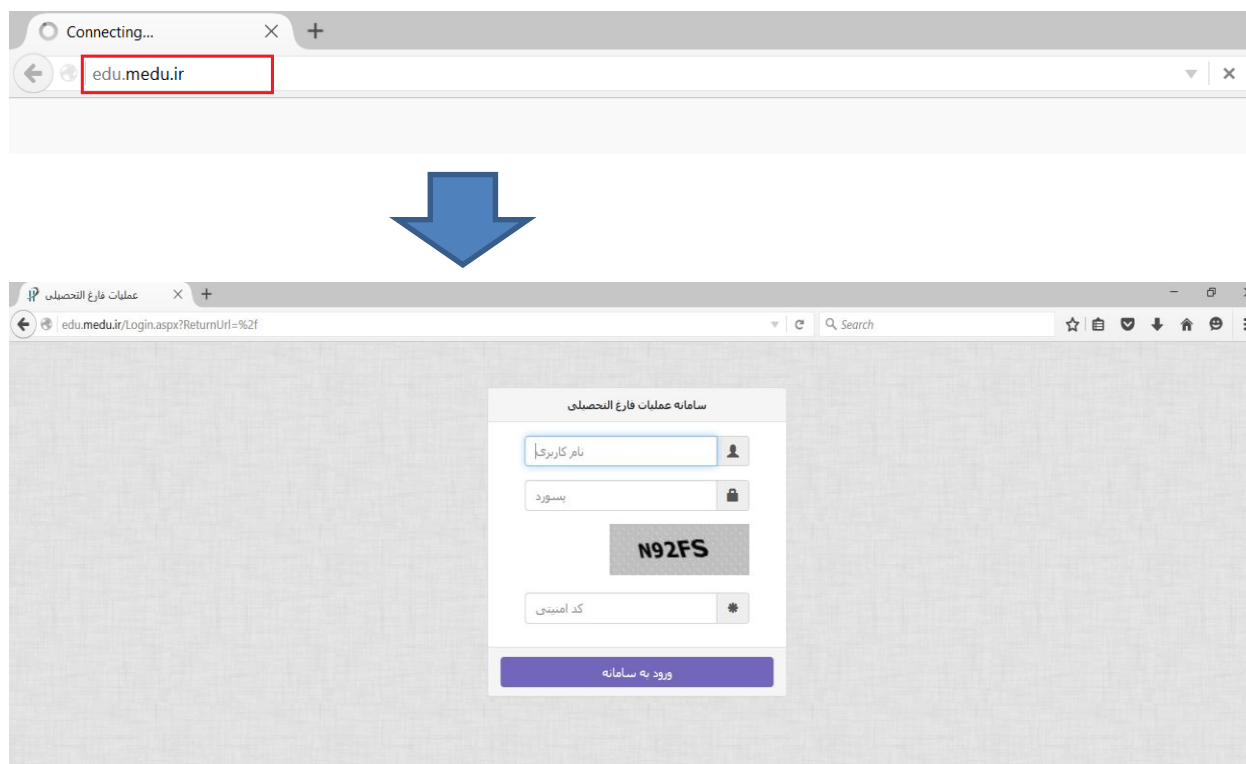 Connecting...
edu.medu.ir
عملیات فارغ التحصیلی
edu.medu.ir/Login.aspx?ReturnUrl=%2f
Search
سامانه عملیات فارغ التحصیلی
نام کاربری
پسورد
N92FS
کد امنیتی
ورود به سامانه